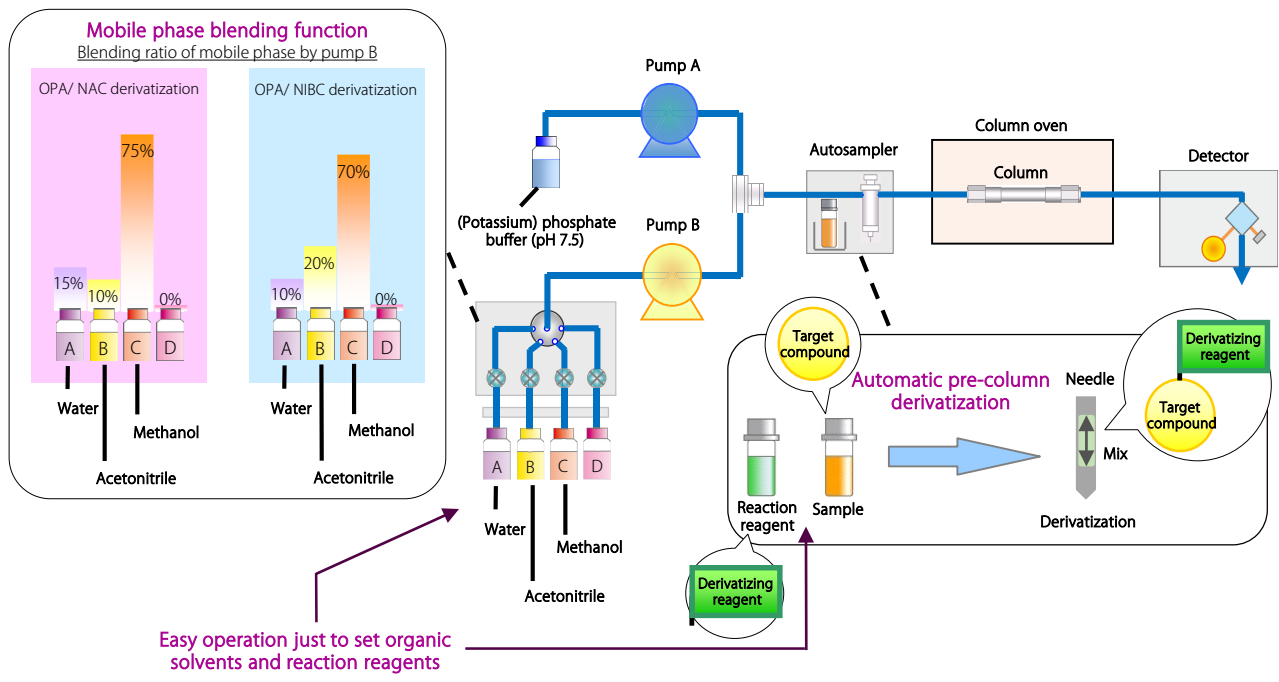 Mobile phase blending function
Blending ratio of mobile phase by pump B
OPA/ NAC derivatization
15%
10%
75%
0%
A
B
C
D
Water
Methanol
Acetonitrile
OPA/ NIBC derivatization
10%
20%
70%
0%
A
B
C
D
Water
Methanol
Acetonitrile
Pump A
(Potassium) phosphate
buffer (pH 7.5)
Pump B
Autosampler
Column oven
Column
Detector
A
B
C
D
Water
Methanol
Acetonitrile
Target
compound
Automatic pre-column
derivatization
Reaction
reagent
Sample
Needle
Mix
Derivatization
Derivatizing
reagent
Target
compound
Derivatizing
reagent
Easy operation just to set organic
solvents and reaction reagents